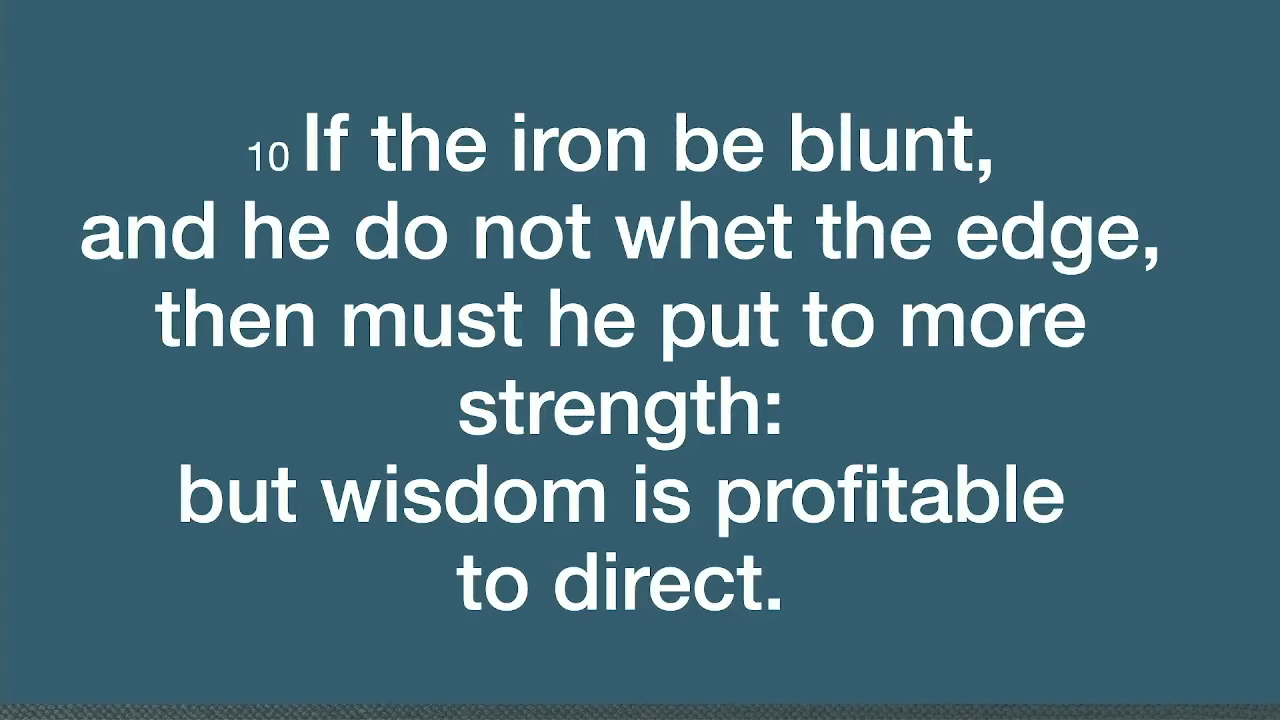 10 If the iron be blunt,
and he do not whet the edge,
then must he put to more
strength:
but wisdom is profitable
to direct.